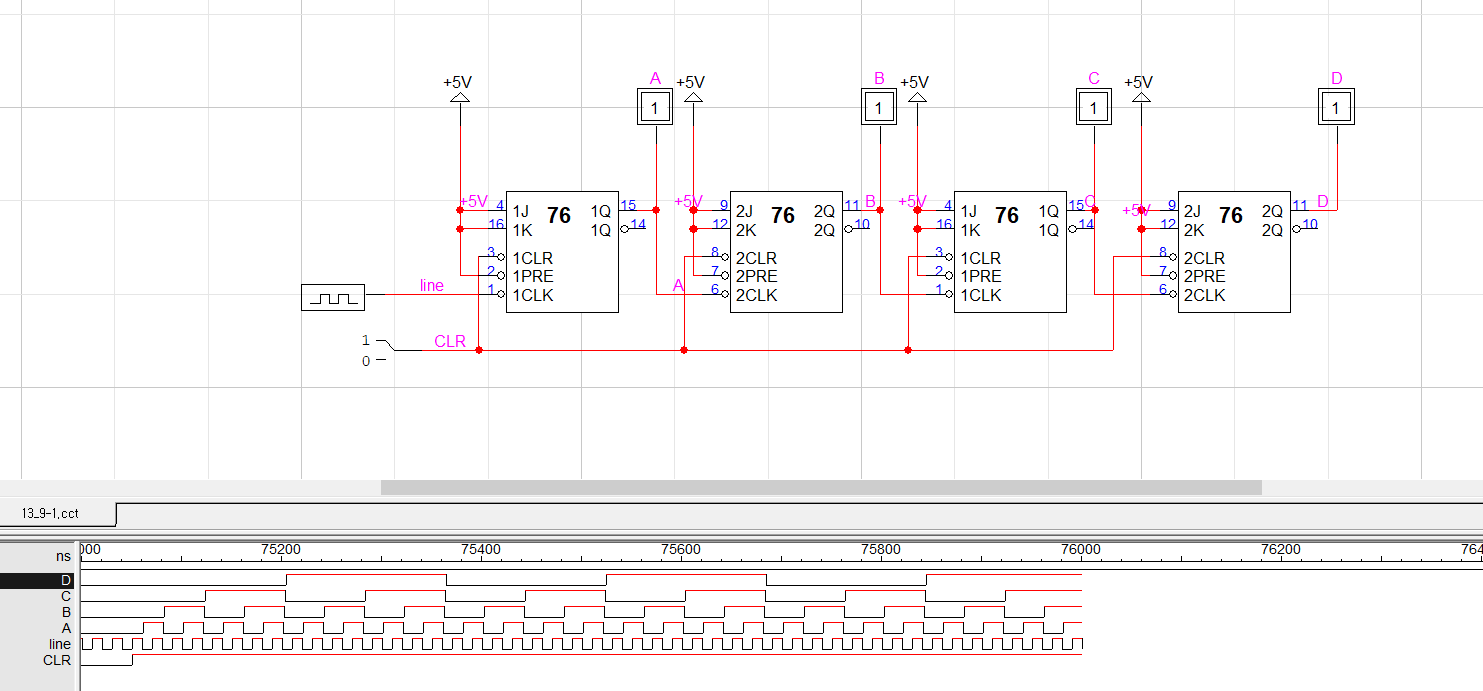 A B C D
+5V +5V +5V +5V
1 1 1 1
+5V 4 1J 76 1Q 15 +5V 9 2J 76 2Q 11 B +5V 4 1J 76 1Q 15 C +5V 9 2J 76 2Q 11 D
16 1K 1Q 14 12 2K 2Q 10 16 1K 1Q 14 12 2K 2Q 10
3 1CLR 8 2CLR 3 1CLR 8 2CLR
2 1PRE 7 2PRE 2 1PRE 7 2PRE
line 1 1CLK A 6 2CLK 1 1CLK 6 2CLK
1 CLR
0
13_9-1.cct
ns 000 75200 75400 75600 75800 76000 76200 764
D
C
B
A
line
CLR